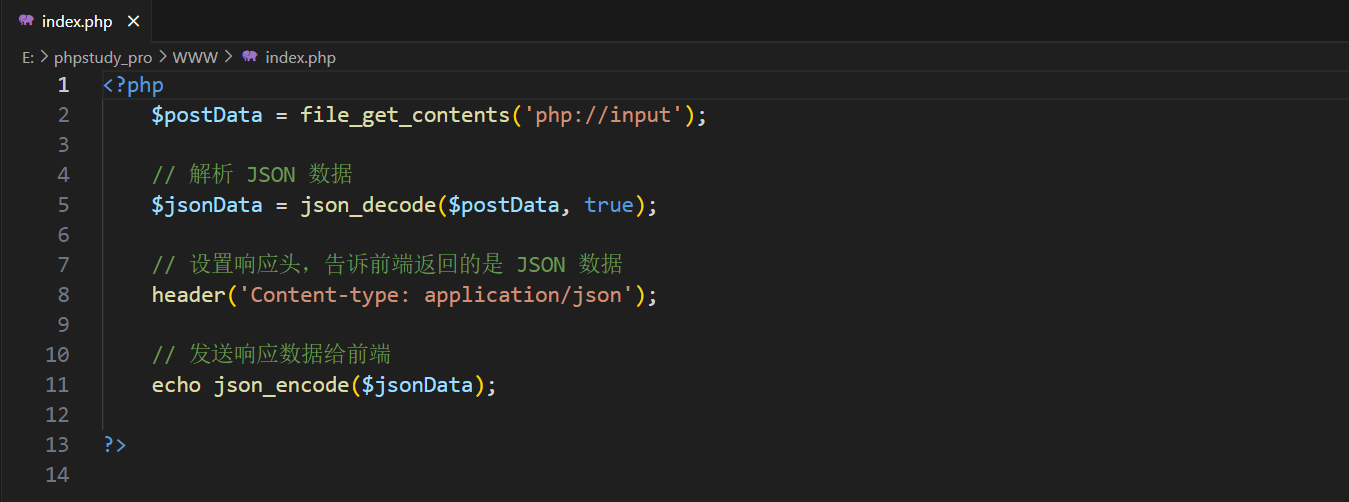 index.php ×
E: > phpstudy_pro > WWW > index.php
1 <?php
2 $postData = file_get_contents('php://input');
3
4 // 解析 JSON 数据
5 $jsonData = json_decode($postData, true);
6
7 // 设置响应头，告诉前端返回的是 JSON 数据
8 header('Content-type: application/json');
9
10 // 发送响应数据给前端
11 echo json_encode($jsonData);
12
13 ?>
14